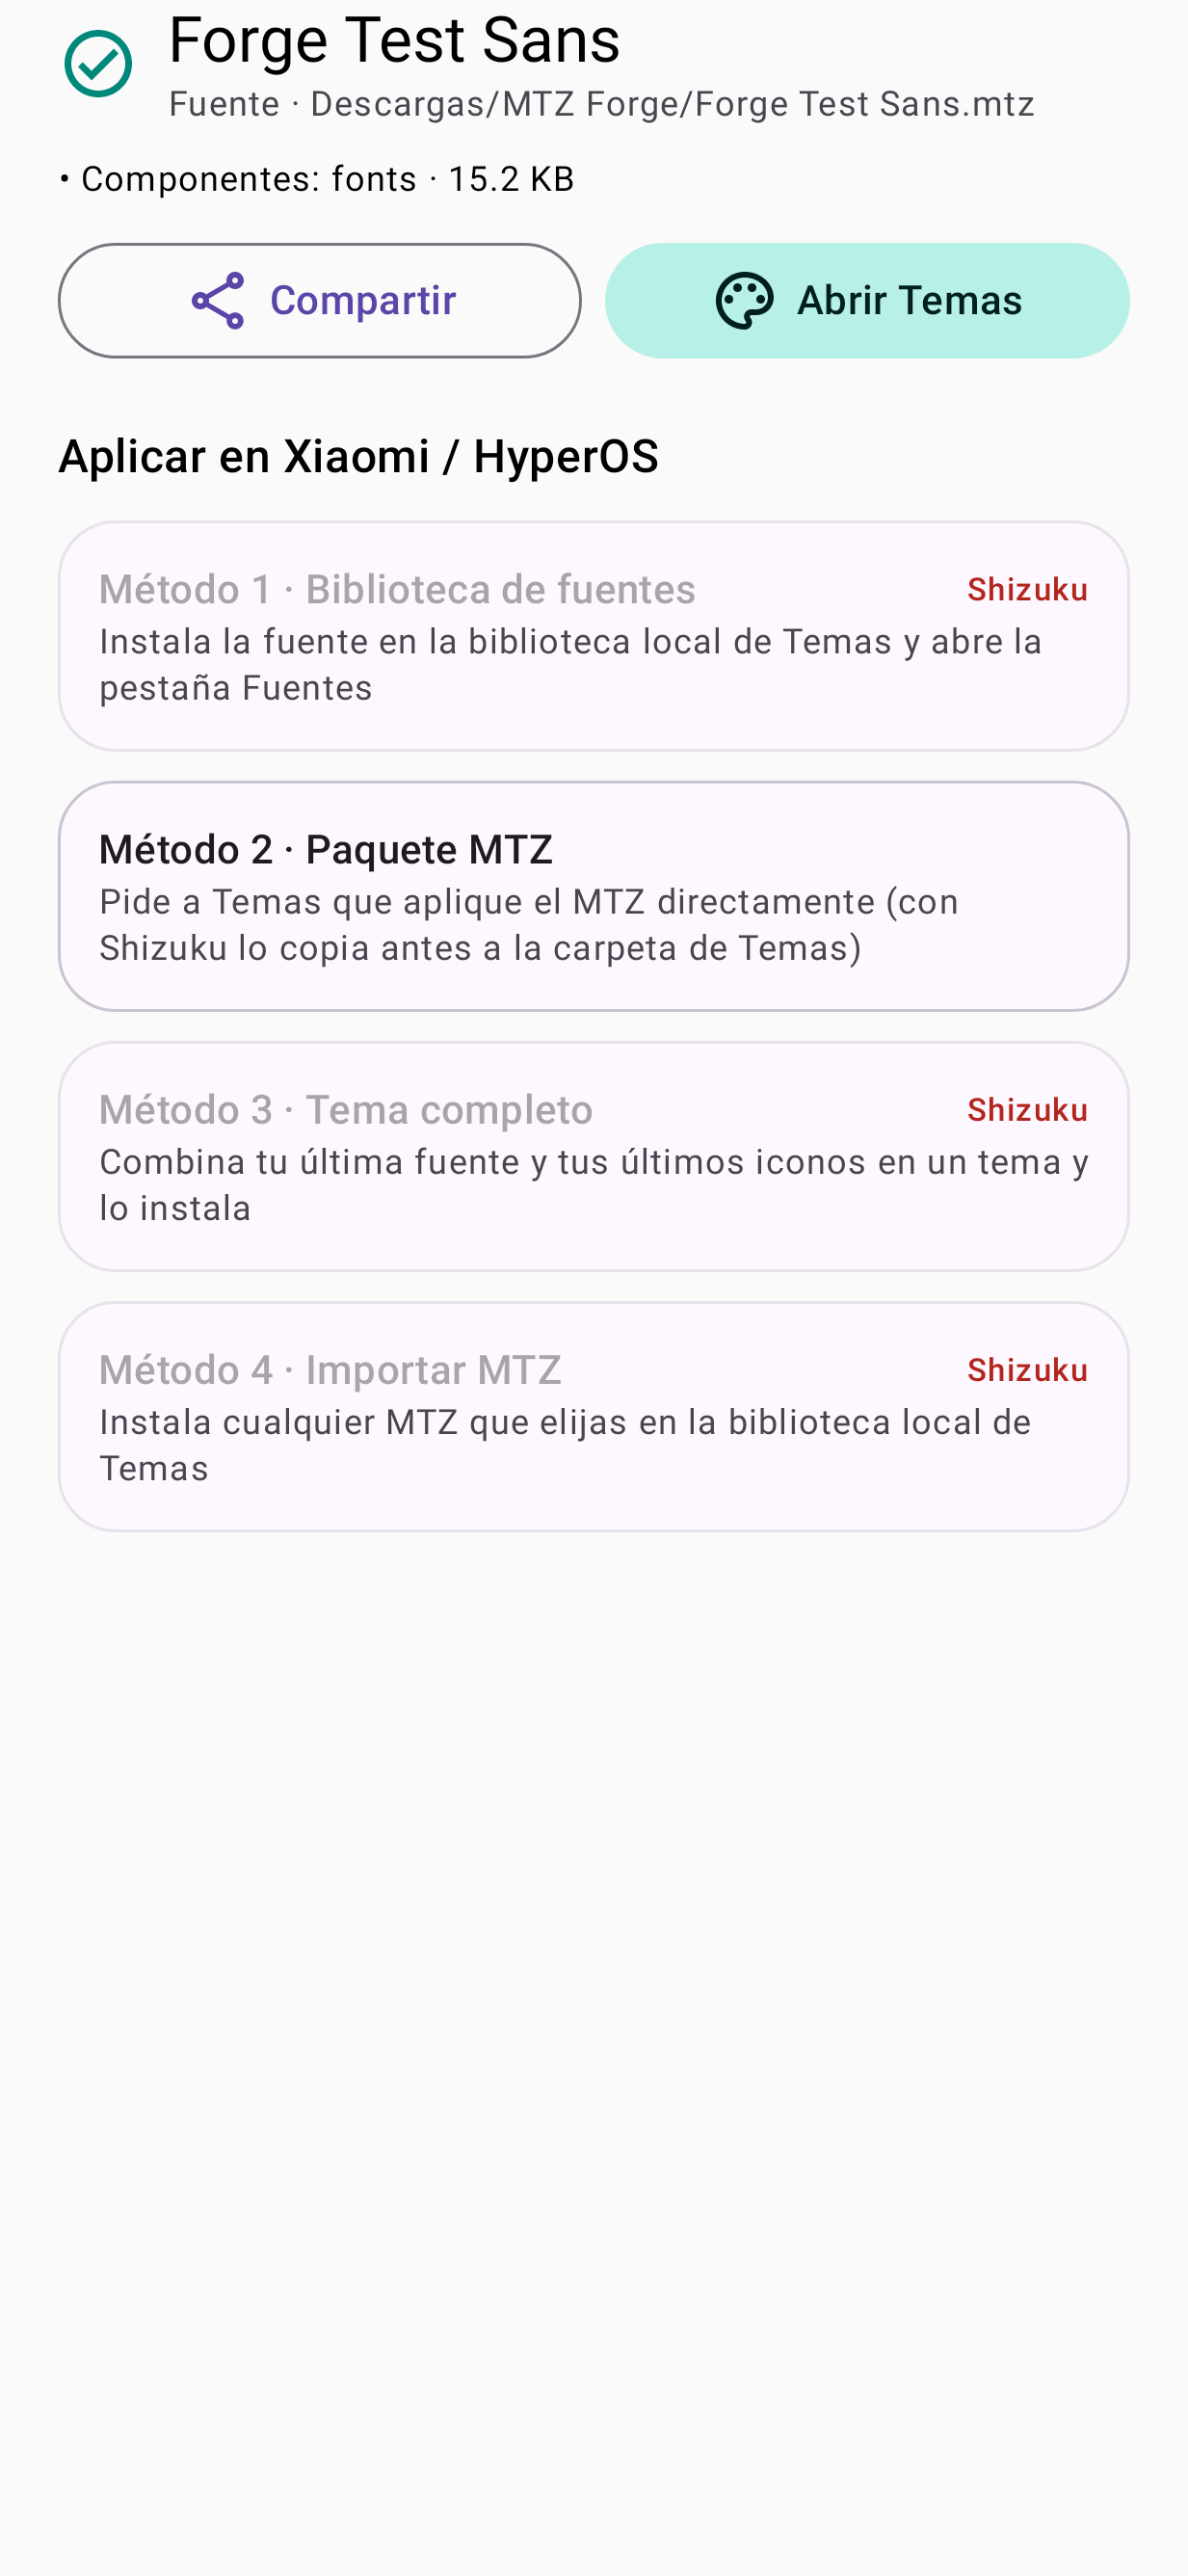 Forge Test Sans
Fuente · Descargas/MTZ Forge/Forge Test Sans.mtz
• Componentes: fonts · 15.2 KB
Compartir
Abrir Temas
Aplicar en Xiaomi / HyperOS
Método 1 · Biblioteca de fuentes
Shizuku
Instala la fuente en la biblioteca local de Temas y abre la
pestaña Fuentes
Método 2 · Paquete MTZ
Pide a Temas que aplique el MTZ directamente (con
Shizuku lo copia antes a la carpeta de Temas)
Método 3 · Tema completo
Shizuku
Combina tu última fuente y tus últimos iconos en un tema y
lo instala
Método 4 · Importar MTZ
Shizuku
Instala cualquier MTZ que elijas en la biblioteca local de
Temas